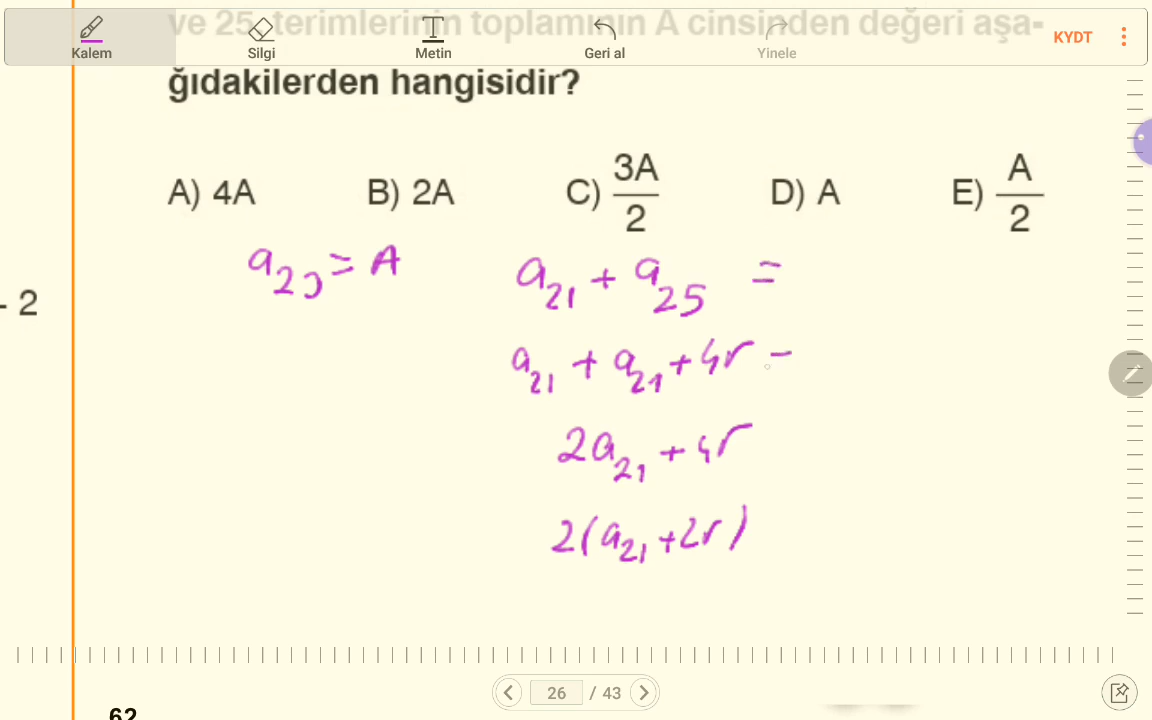 ve 25. terimlerinin toplamının A cinsinden değeri aşa-
Kalem Silgi Metin Geri al Yinele KYDT
ğıdakilerden hangisidir?
A) 4A B) 2A C) 3A/2 D) A E) A/2
a23 = A a21 + a25 =
- 2
a21 + a21 + 4r =
2a21 + 4r
2(a21 + 2r)
26 / 43
62